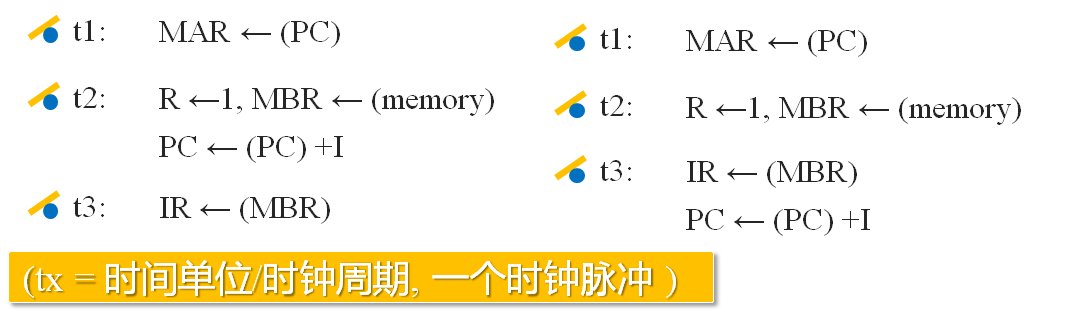 t1: MAR ← (PC)
t2: R ←1, MBR ← (memory)
PC ← (PC) +I
t3: IR ← (MBR)
t1: MAR ← (PC)
t2: R ←1, MBR ← (memory)
t3: IR ← (MBR)
PC ← (PC) +I
(tx = 时间单位/时钟周期, 一个时钟脉冲 )